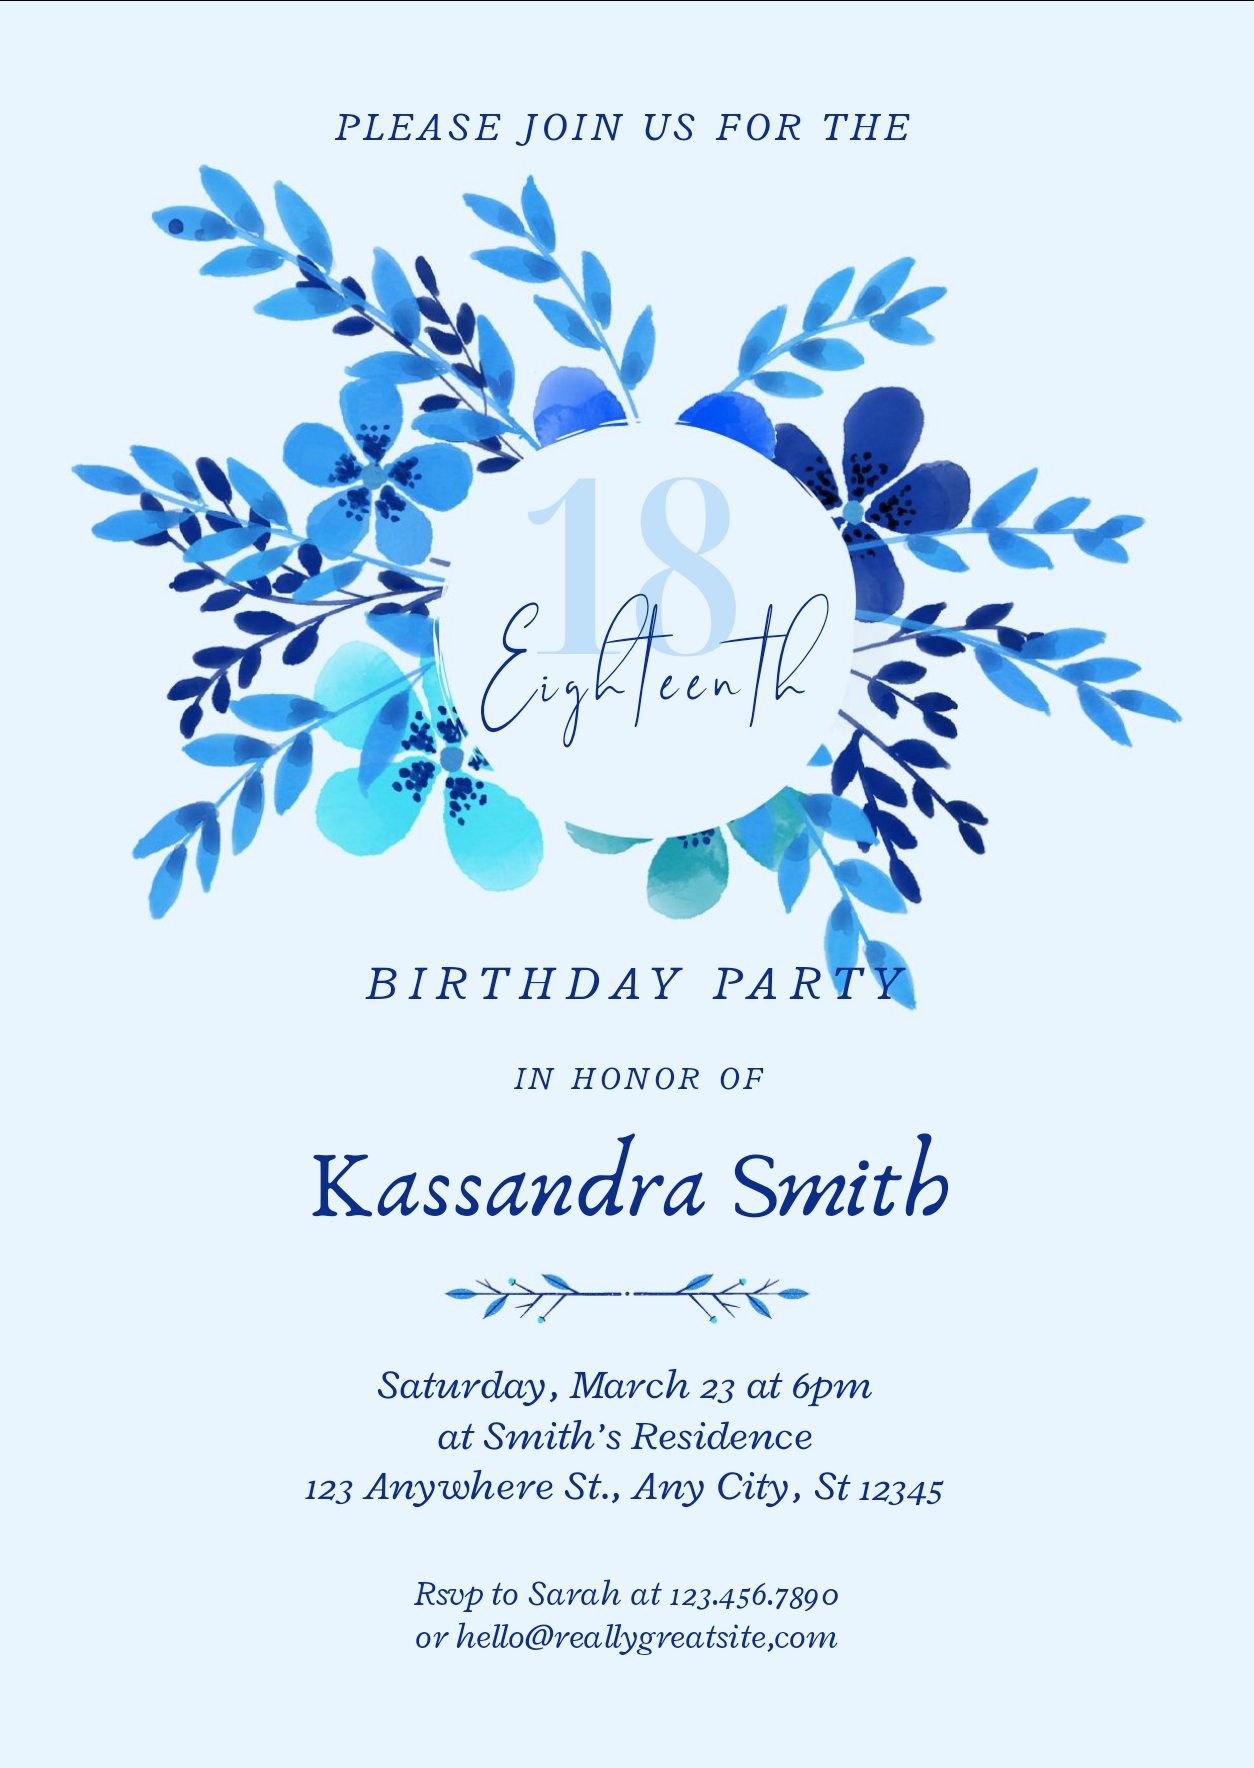 PLEASE JOIN US FOR THE
18
Eighteenth
BIRTHDAY PARTY
IN HONOR OF
Kassandra Smith
Saturday, March 23 at 6pm
at Smith's Residence
123 Anywhere St., Any City, St 12345
Rsvp to Sarah at 123.456.7890
or hello@reallygreatsite,com